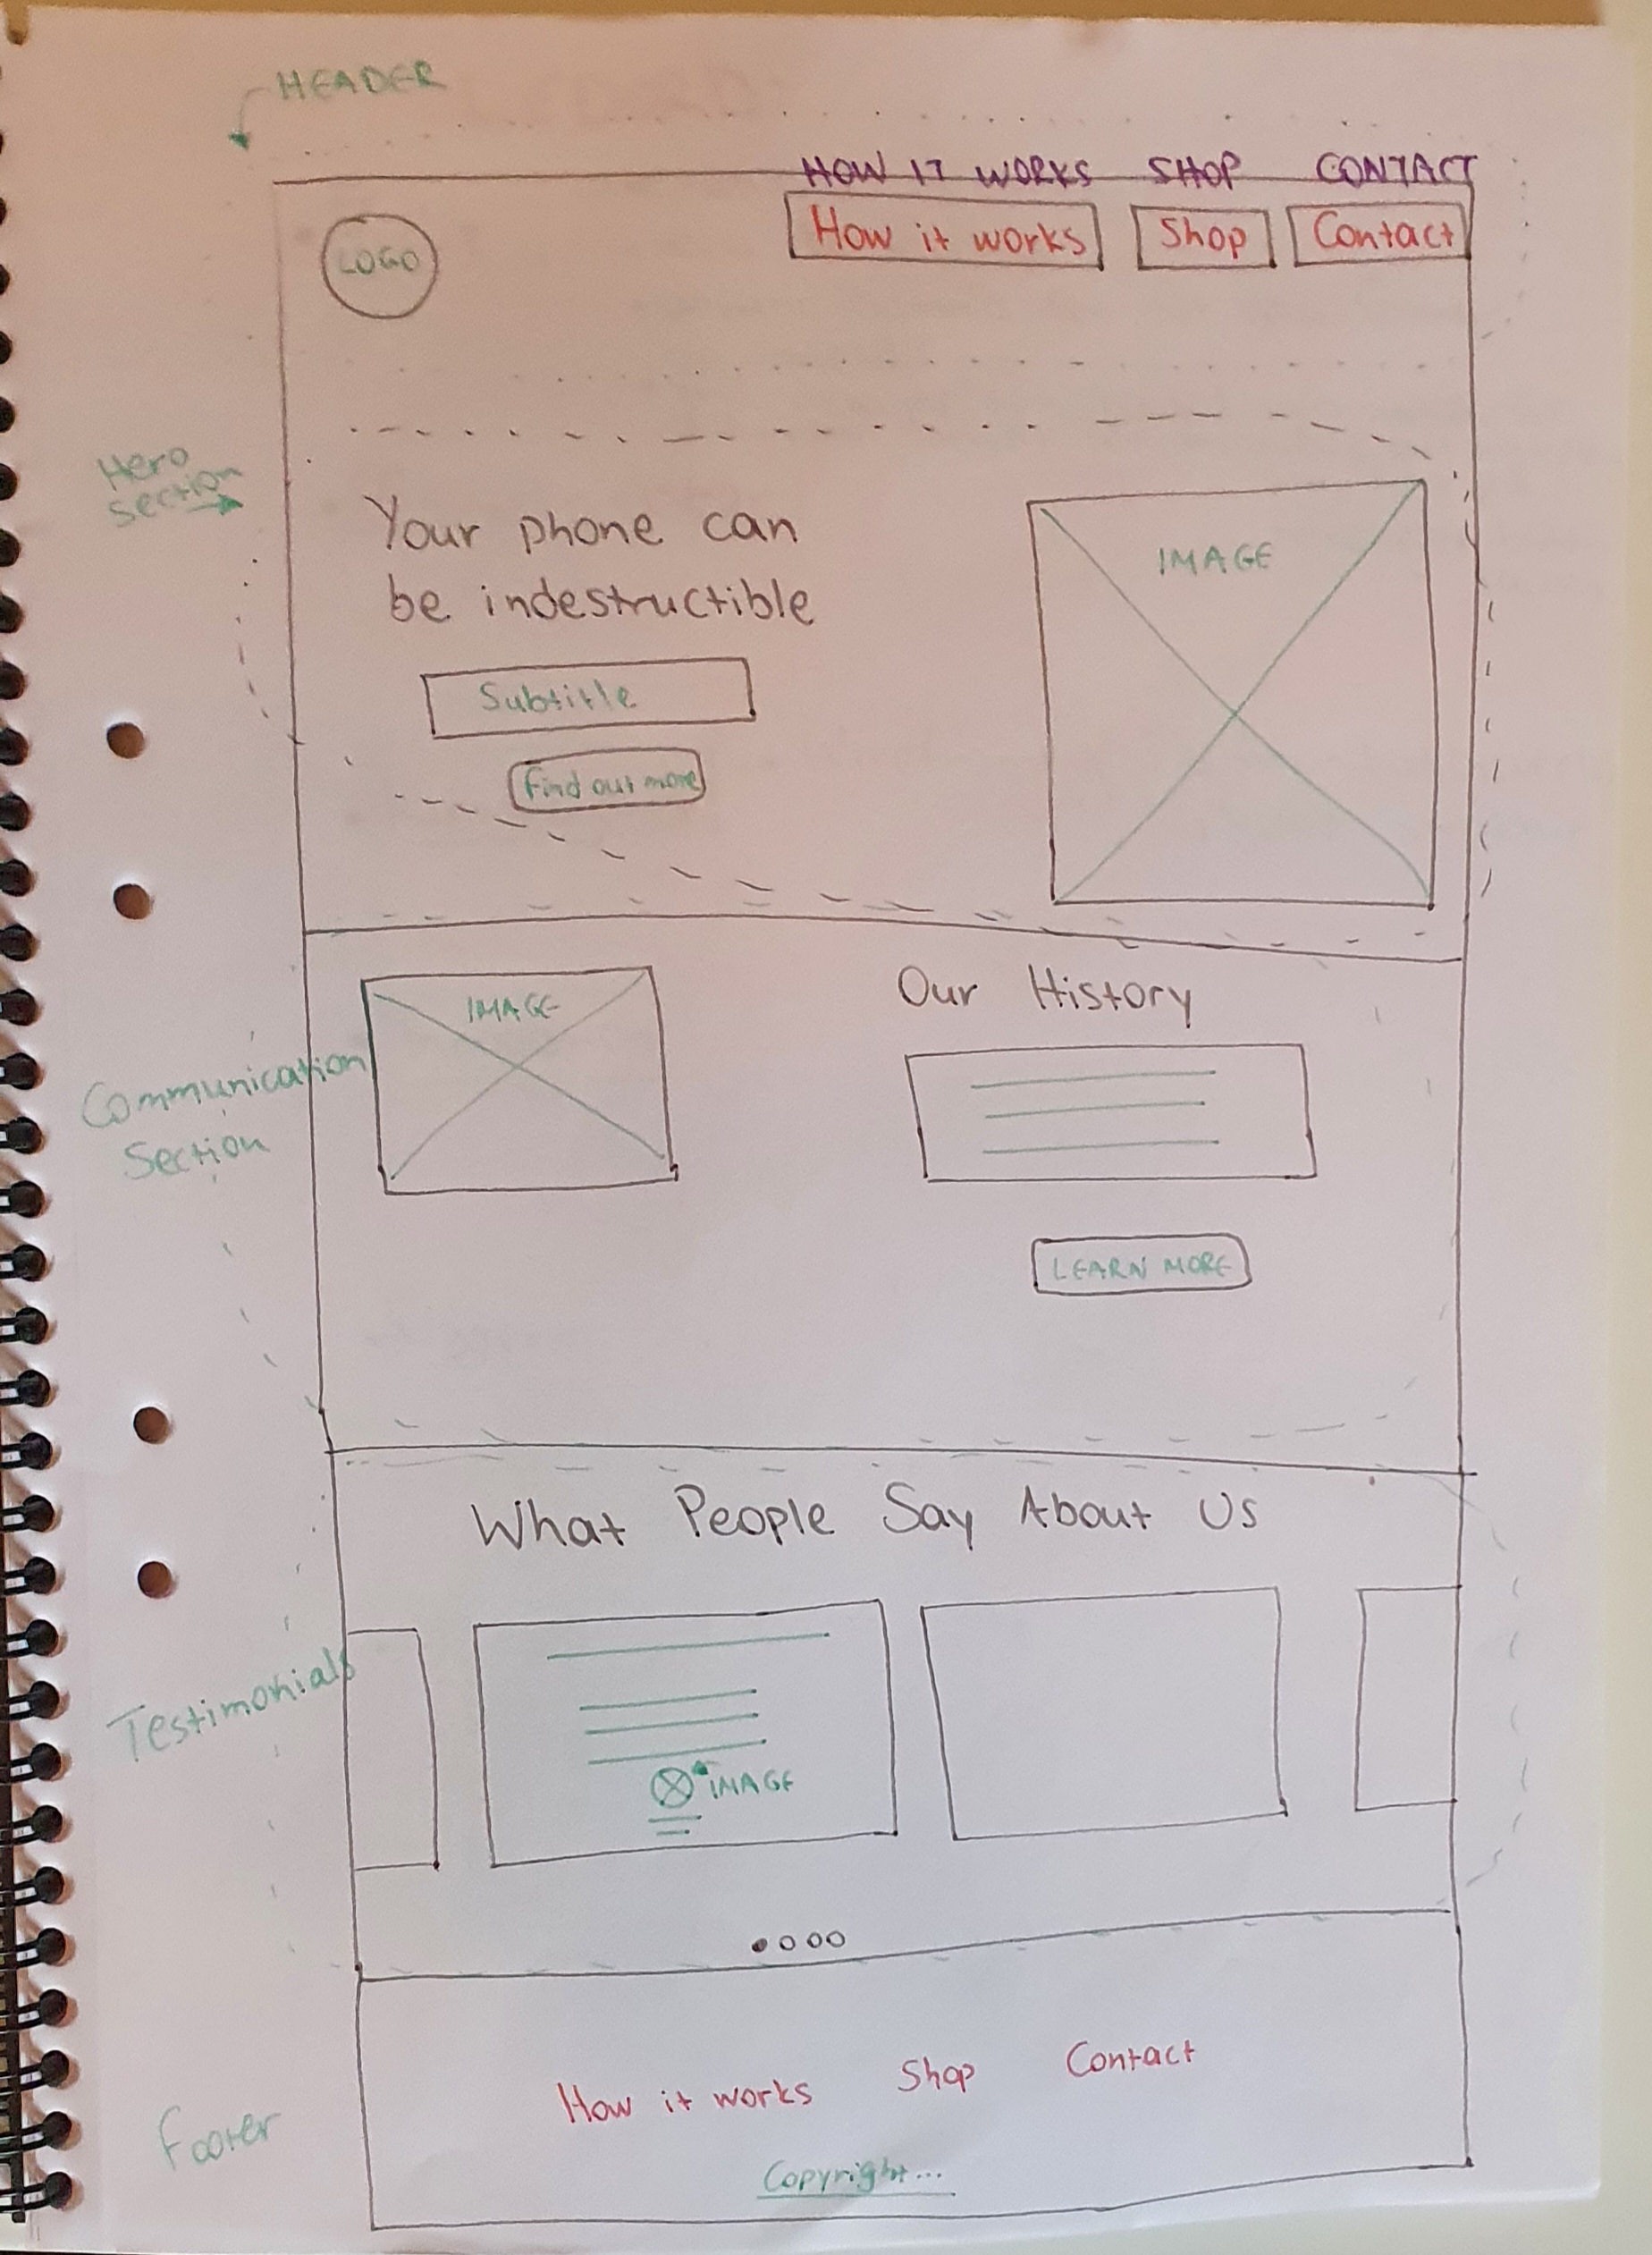 HEADER
HOW IT WORKS SHOP CONTACT
LOGO
How it works Shop Contact
Hero
section
Your phone can
be indestructible
IMAGE
Subtitle
Find out more
Communication
Section
IMAGE
Our History
LEARN MORE
What People Say About Us
Testimonials
IMAGE
Footer
How it works Shop Contact
Copyright...